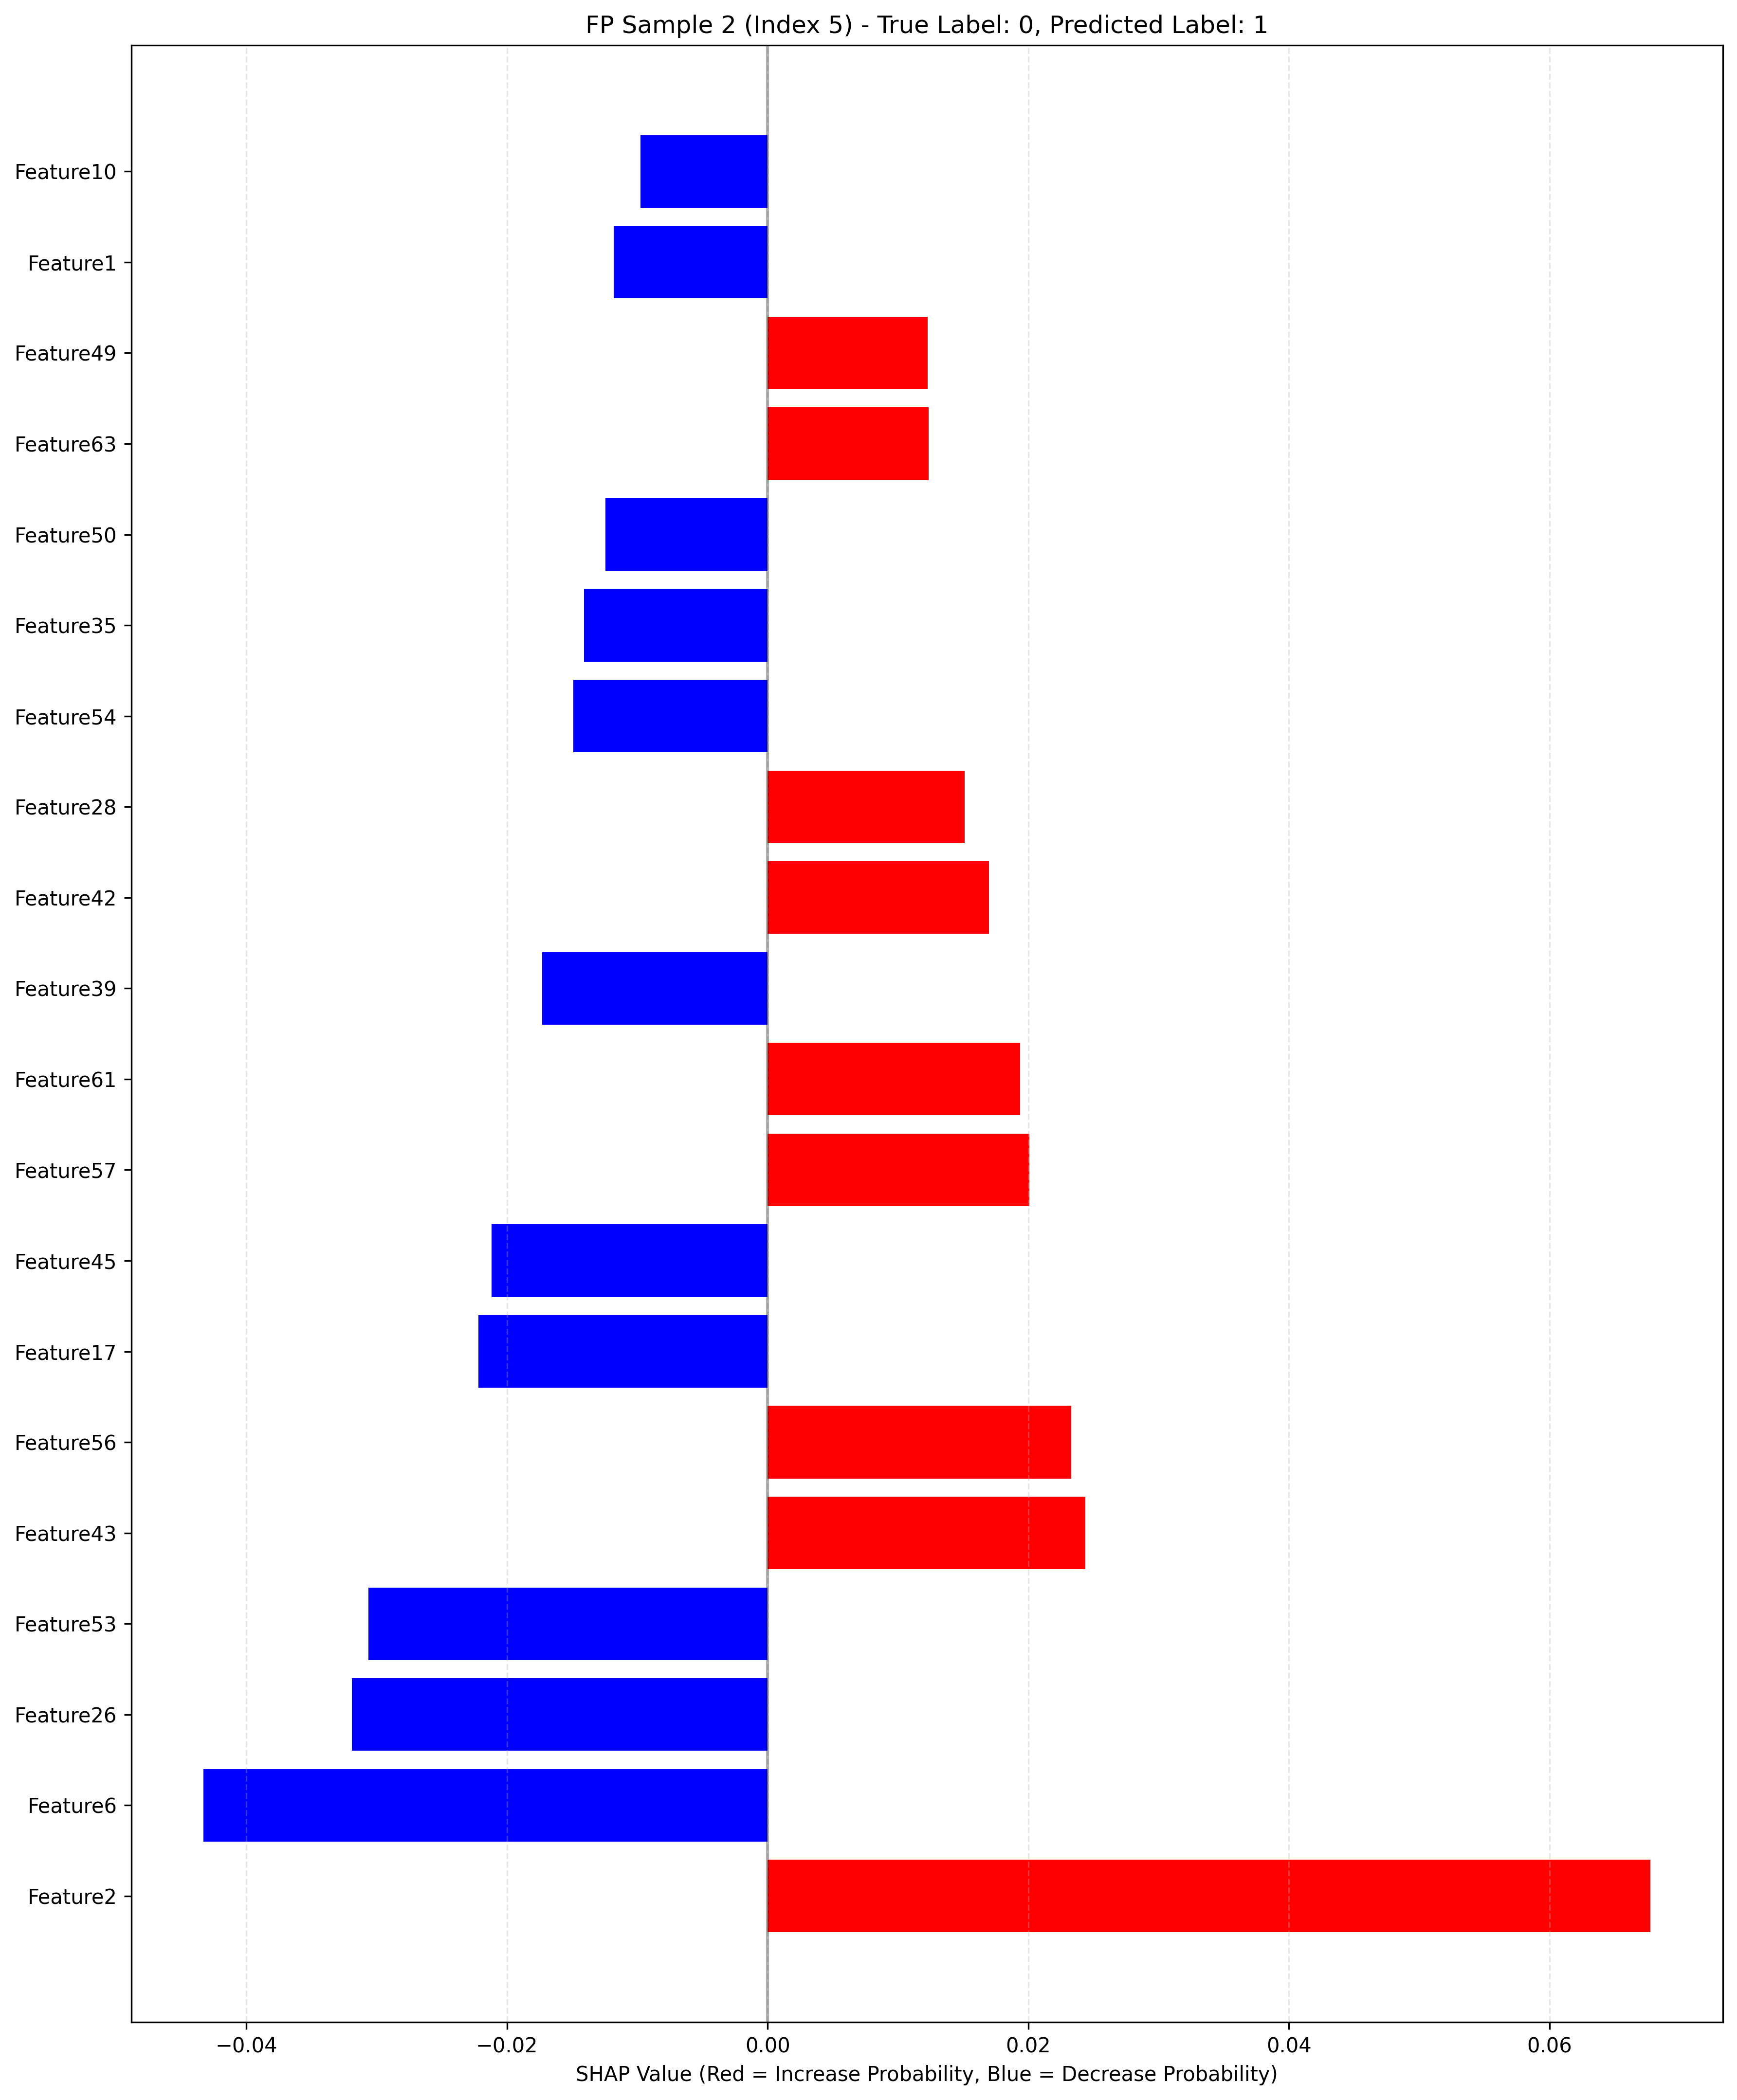 FP Sample 2 (Index 5) - True Label: 0, Predicted Label: 1
Feature10
Feature1
Feature49
Feature63
Feature50
Feature35
Feature54
Feature28
Feature42
Feature39
Feature61
Feature57
Feature45
Feature17
Feature56
Feature43
Feature53
Feature26
Feature6
Feature2
−0.04 −0.02 0.00 0.02 0.04 0.06
SHAP Value (Red = Increase Probability, Blue = Decrease Probability)